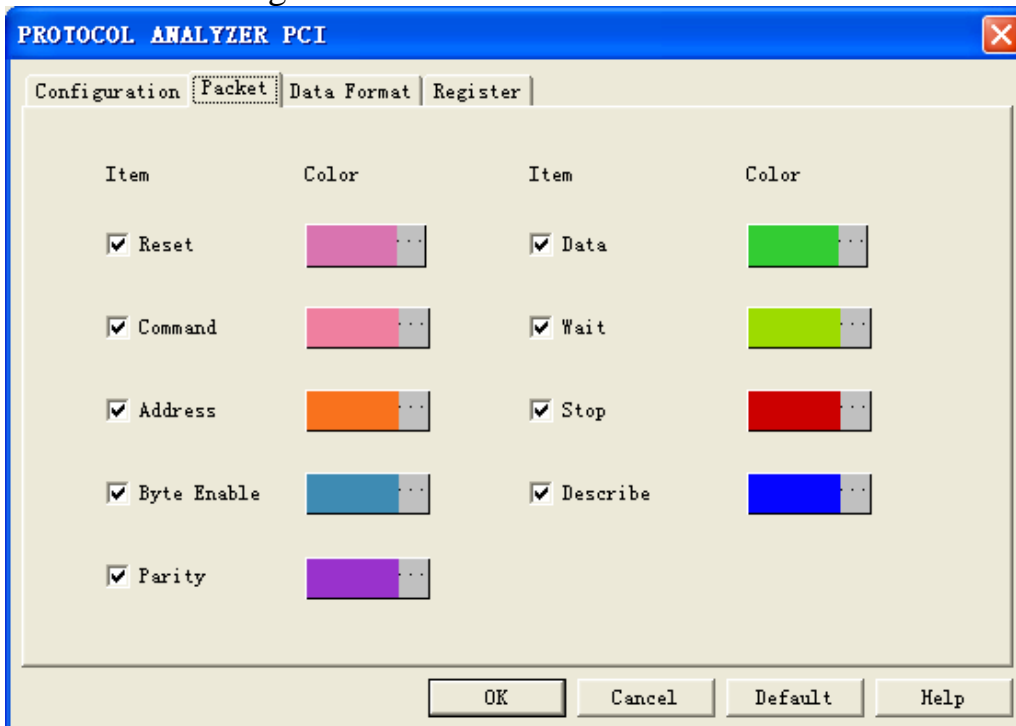 PROTOCOL ANALYZER PCI
Configuration Packet Data Format Register
Item Color Item Color
Reset ... Data ...
Command ... Wait ...
Address ... Stop ...
Byte Enable ... Describe ...
Parity ...
OK Cancel Default Help